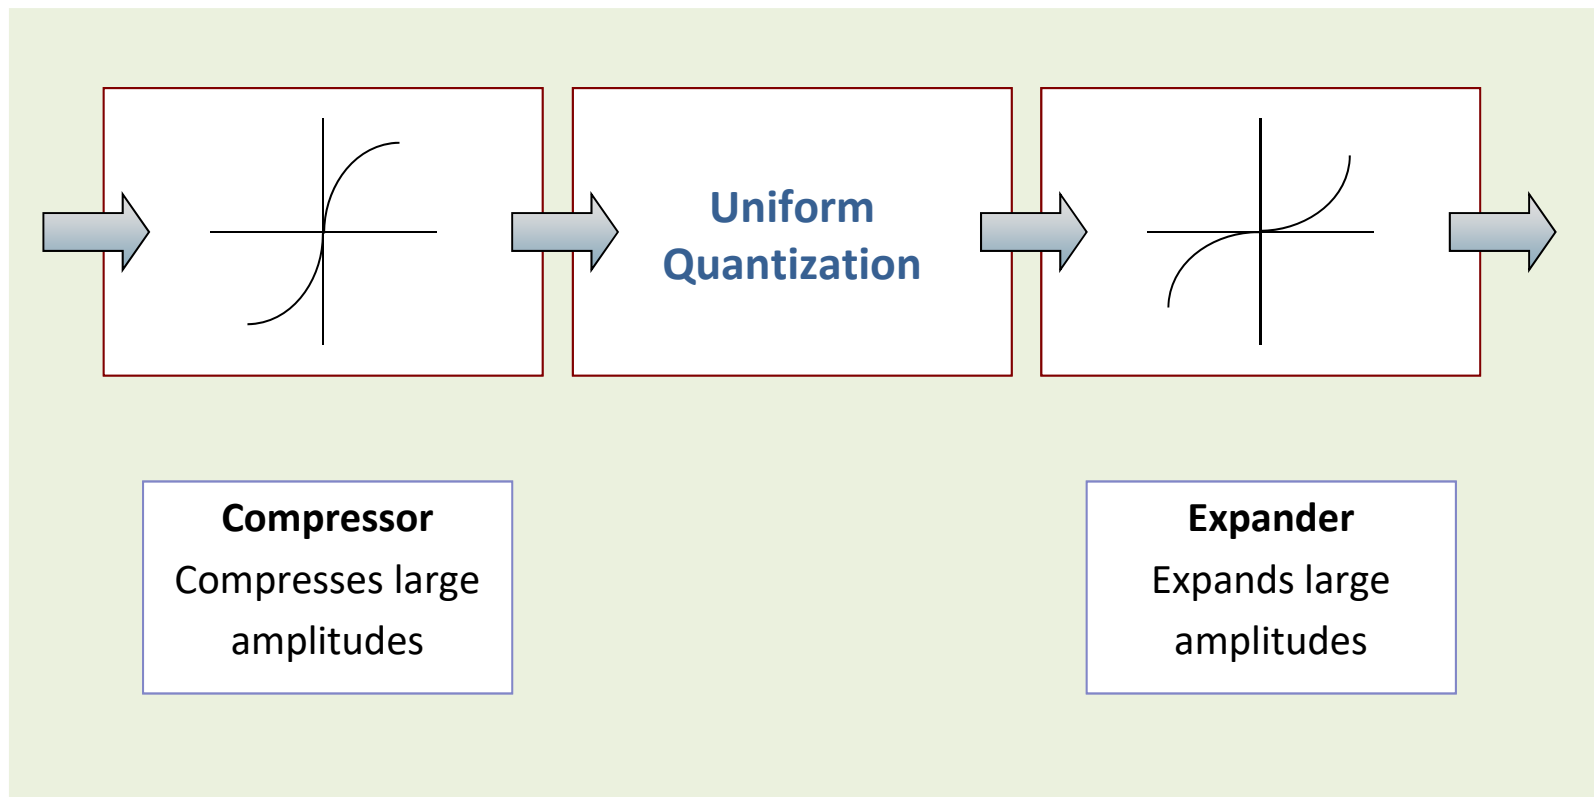 Uniform
Quantization
Compressor
Compresses large
amplitudes
Expander
Expands large
amplitudes